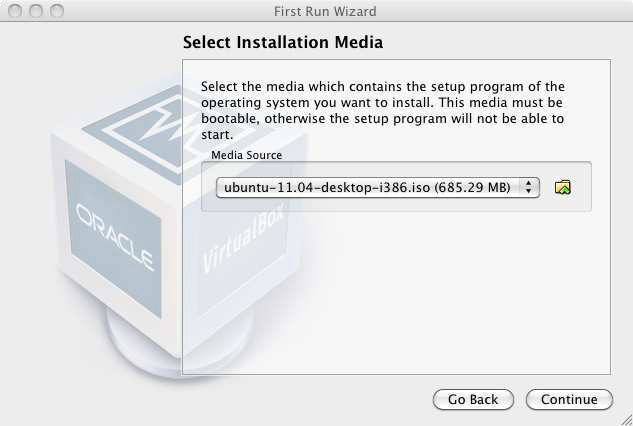 First Run Wizard
Select Installation Media
Select the media which contains the setup program of the
operating system you want to install. This media must be
bootable, otherwise the setup program will not be able to
start.
Media Source
ubuntu-11.04-desktop-i386.iso (685.29 MB)
ORACLE
VirtualBox
Go Back
Continue